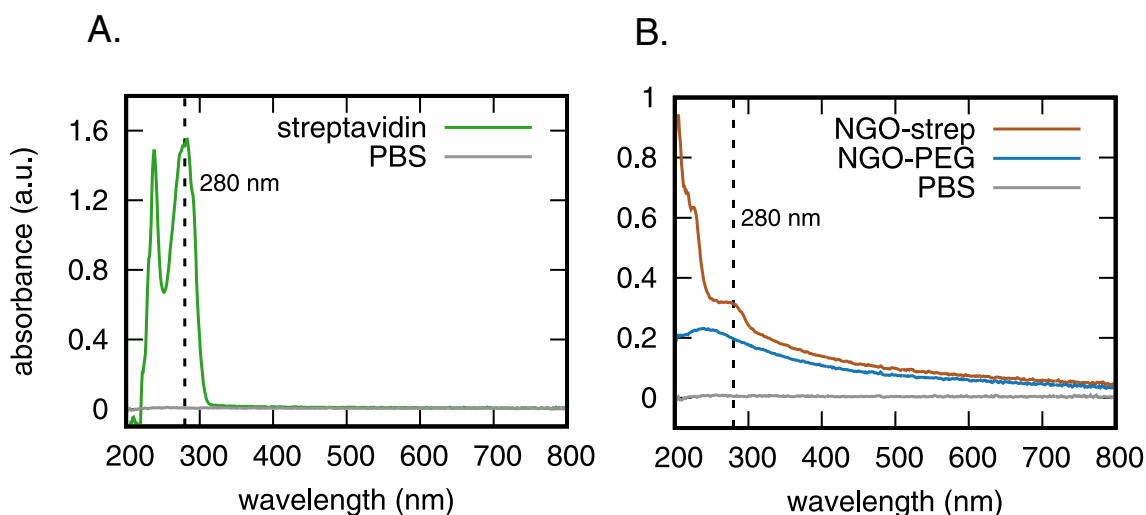 A.
absorbance (a.u.)
1.6
1.2
0.8
0.4
0
streptavidin
PBS
280 nm
200 300 400 500 600 700 800
wavelength (nm)
B.
1
0.8
0.6
0.4
0.2
0
NGO-strep
NGO-PEG
PBS
280 nm
200 300 400 500 600 700 800
wavelength (nm)